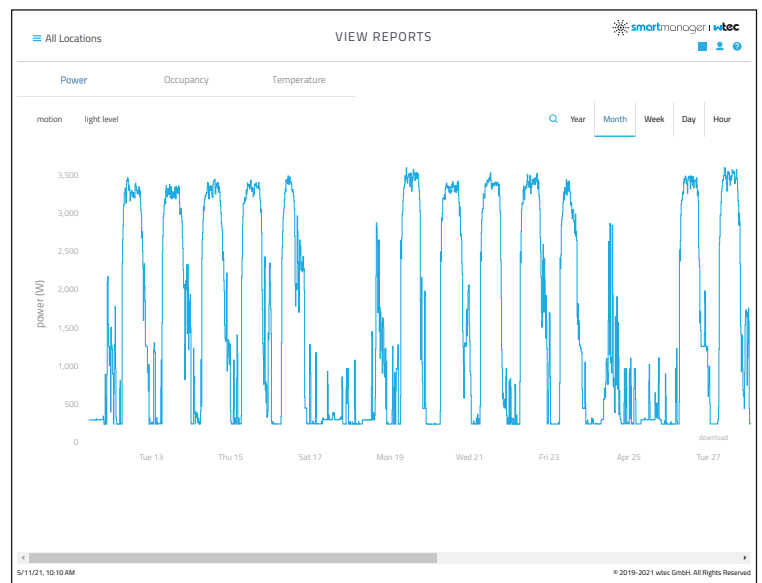 smartmanager wtec
All Locations
VIEW REPORTS
Power Occupancy Temperature
motion light level Year Month Week Day Hour
3,500
3,000
2,500
2,000
1,500
1,000
500
0
power (W)
download
Tue 13 Thu 15 Sat 17 Mon 19 Wed 21 Fri 23 Apr 25 Tue 27
5/11/21, 10:10 AM © 2019-2021 wtec GmbH. All Rights Reserved